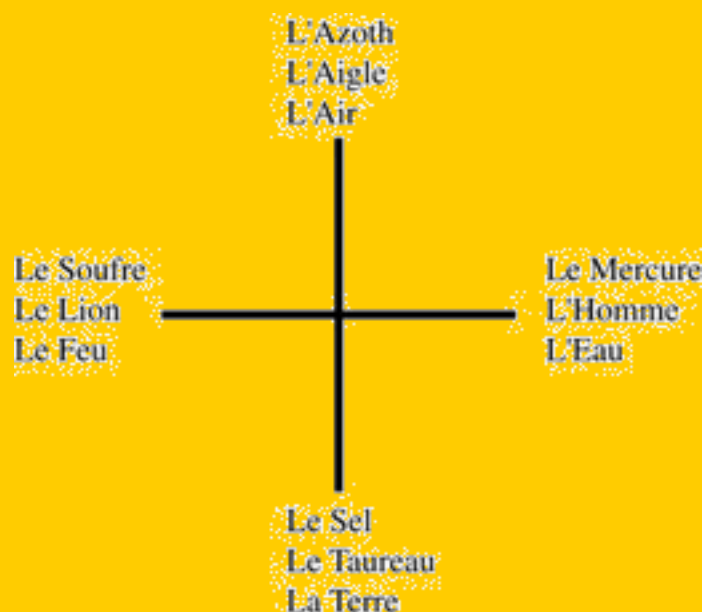 L'Azoth
L'Aigle
L'Air
Le Soufre
Le Lion
Le Feu
Le Mercure
L'Homme
L'Eau
Le Sel
Le Taureau
La Terre